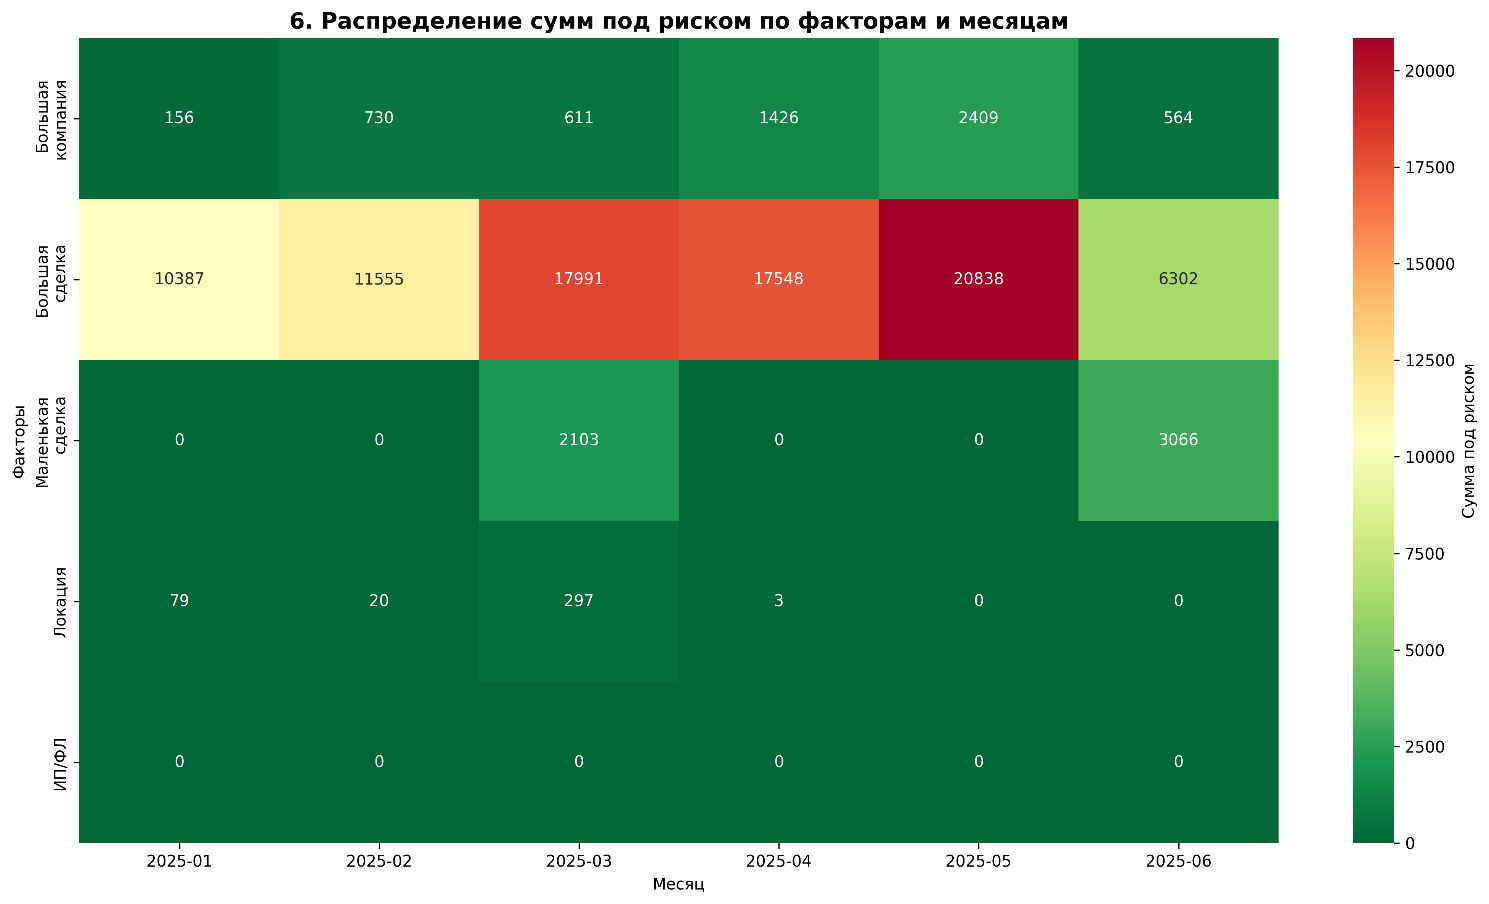 6. Распределение сумм под риском по факторам и месяцам
Большая
компания
156 730 611 1426 2409 564
Большая
сделка
10387 11555 17991 17548 20838 6302
Маленькая
сделка
0 0 2103 0 0 3066
Локация
79 20 297 3 0 0
ИП/ФЛ
0 0 0 0 0 0
Факторы
2025-01 2025-02 2025-03 2025-04 2025-05 2025-06
Месяц
20000
17500
15000
12500
10000
7500
5000
2500
0
Сумма под риском